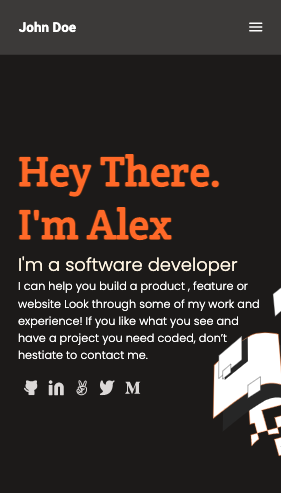 John Doe
Hey There.
I'm Alex
I'm a software developer
I can help you build a product , feature or
website Look through some of my work and
experience! If you like what you see and
have a project you need coded, don't
hestiate to contact me.